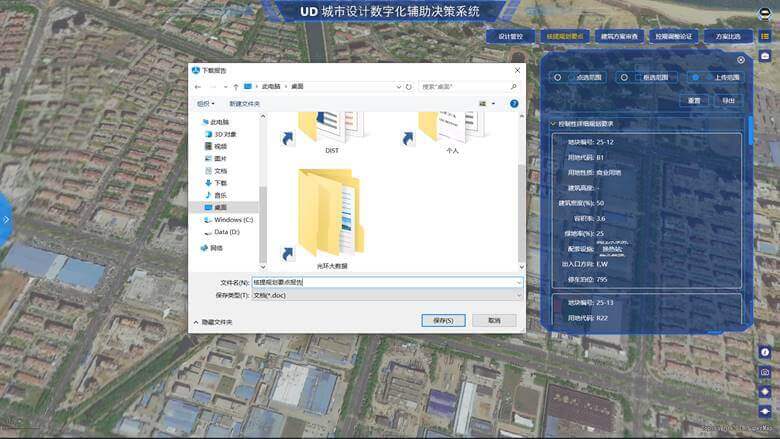 UD 城市设计数字化辅助决策系统
设计管控
核提规划要点
建筑方案审查
控规调整论证
方案比选
下载报告
此电脑
桌面
搜索"桌面"
组织
新建文件夹
此电脑
3D 对象
视频
图片
文档
下载
音乐
桌面
Windows (C:)
Data (D:)
网络
DIST
个人
光环大数据
文件名(N): 核提规划要点报告
保存类型(T): 文档(*.doc)
隐藏文件夹
保存(S)
取消
点选范围
框选范围
上传范围
重置
导出
控制性详细规划要求
地块编号: 25-12
用地代码: B1
用地性质: 商业用地
建筑高度: -
建筑密度(%): 50
容积率: 3.6
绿地率(%): 25
配套设施: 换热站;
出入口方向: E,W
停车泊位: 795
地块编号: 25-13
用地代码: R22